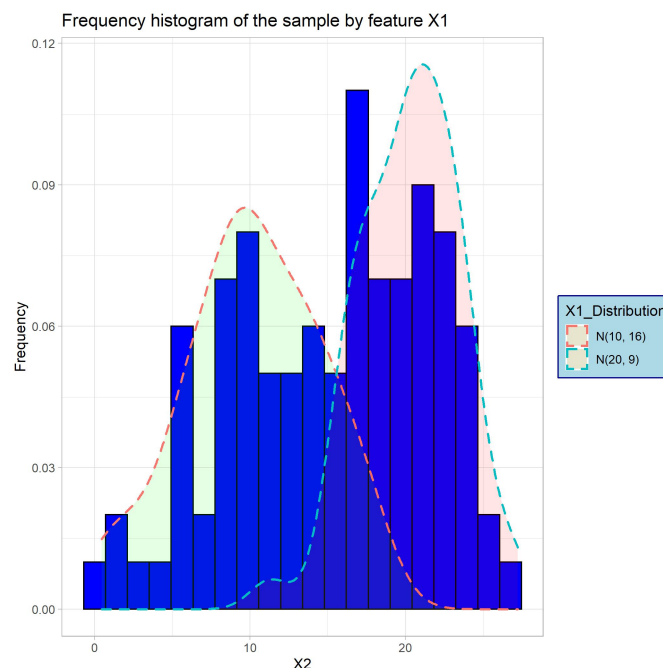 Frequency histogram of the sample by feature X1
0.12
0.09
0.06
0.03
0.00
Frequency
0
10
20
X2
X1_Distribution
N(10, 16)
N(20, 9)